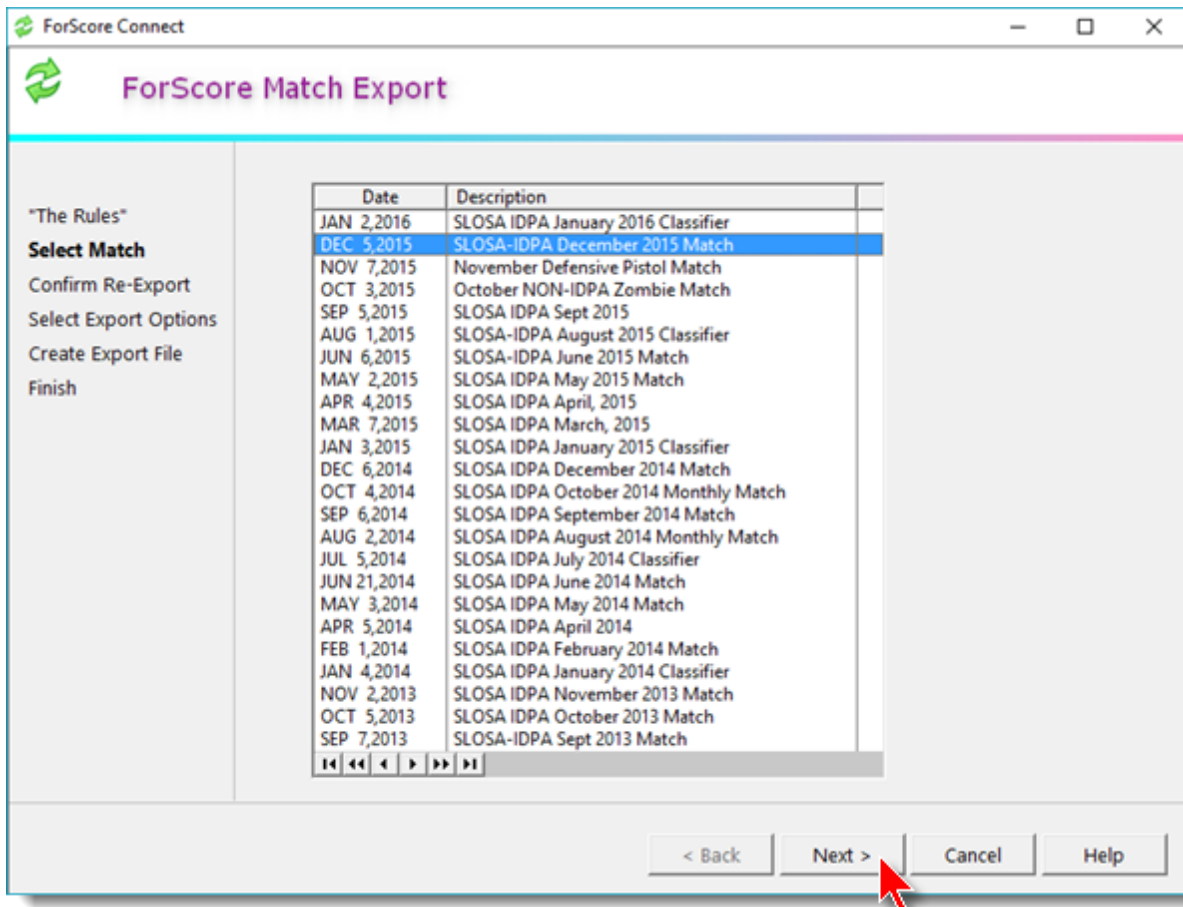 ForScore Connect
ForScore Match Export
"The Rules"
Select Match
Confirm Re-Export
Select Export Options
Create Export File
Finish
Date Description
JAN 2,2016 SLOSA IDPA January 2016 Classifier
DEC 5,2015 SLOSA-IDPA December 2015 Match
NOV 7,2015 November Defensive Pistol Match
OCT 3,2015 October NON-IDPA Zombie Match
SEP 5,2015 SLOSA IDPA Sept 2015
AUG 1,2015 SLOSA-IDPA August 2015 Classifier
JUN 6,2015 SLOSA-IDPA June 2015 Match
MAY 2,2015 SLOSA IDPA May 2015 Match
APR 4,2015 SLOSA IDPA April, 2015
MAR 7,2015 SLOSA IDPA March, 2015
JAN 3,2015 SLOSA IDPA January 2015 Classifier
DEC 6,2014 SLOSA IDPA December 2014 Match
OCT 4,2014 SLOSA IDPA October 2014 Monthly Match
SEP 6,2014 SLOSA IDPA September 2014 Match
AUG 2,2014 SLOSA IDPA August 2014 Monthly Match
JUL 5,2014 SLOSA IDPA July 2014 Classifier
JUN 21,2014 SLOSA IDPA June 2014 Match
MAY 3,2014 SLOSA IDPA May 2014 Match
APR 5,2014 SLOSA IDPA April 2014
FEB 1,2014 SLOSA IDPA February 2014 Match
JAN 4,2014 SLOSA IDPA January 2014 Classifier
NOV 2,2013 SLOSA IDPA November 2013 Match
OCT 5,2013 SLOSA IDPA October 2013 Match
SEP 7,2013 SLOSA-IDPA Sept 2013 Match
< Back Next > Cancel Help